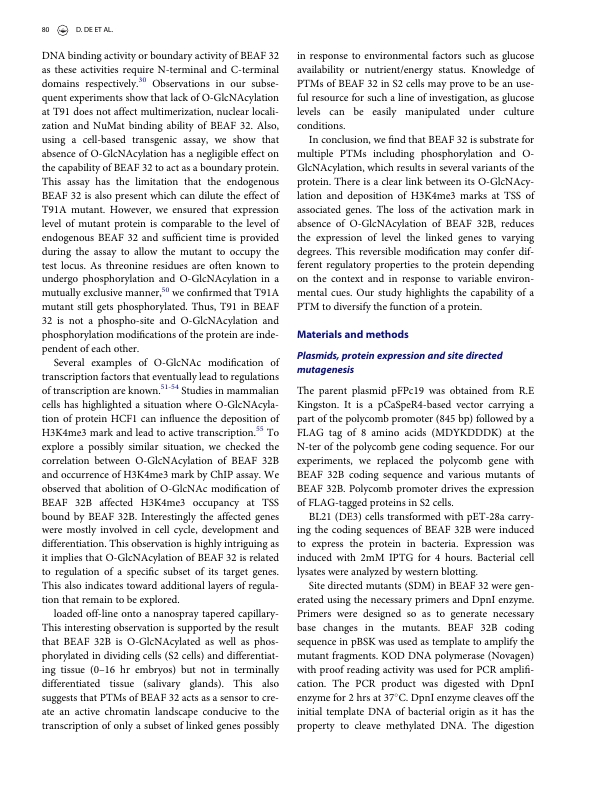 80 D. DE ET AL.
DNA binding activity or boundary activity of BEAF 32
as these activities require N-terminal and C-terminal
domains respectively.30 Observations in our subse-
quent experiments show that lack of O-GlcNAcylation
at T91 does not affect multimerization, nuclear locali-
zation and NuMat binding ability of BEAF 32. Also,
using a cell-based transgenic assay, we show that
absence of O-GlcNAcylation has a negligible effect on
the capability of BEAF 32 to act as a boundary protein.
This assay has the limitation that the endogenous
BEAF 32 is also present which can dilute the effect of
T91A mutant. However, we ensured that expression
level of mutant protein is comparable to the level of
endogenous BEAF 32 and sufficient time is provided
during the assay to allow the mutant to occupy the
test locus. As threonine residues are often known to
undergo phosphorylation and O-GlcNAcylation in a
mutually exclusive manner,50 we confirmed that T91A
mutant still gets phosphorylated. Thus, T91 in BEAF
32 is not a phospho-site and O-GlcNAcylation and
phosphorylation modifications of the protein are inde-
pendent of each other.
Several examples of O-GlcNAc modification of
transcription factors that eventually lead to regulations
of transcription are known.51-54 Studies in mammalian
cells has highlighted a situation where O-GlcNAcyla-
tion of protein HCF1 can influence the deposition of
H3K4me3 mark and lead to active transcription.55 To
explore a possibly similar situation, we checked the
correlation between O-GlcNAcylation of BEAF 32B
and occurrence of H3K4me3 mark by ChIP assay. We
observed that abolition of O-GlcNAc modification of
BEAF 32B affected H3K4me3 occupancy at TSS
bound by BEAF 32B. Interestingly the affected genes
were mostly involved in cell cycle, development and
differentiation. This observation is highly intriguing as
it implies that O-GlcNAcylation of BEAF 32 is related
to regulation of a specific subset of its target genes.
This also indicates toward additional layers of regula-
tion that remain to be explored.
loaded off-line onto a nanospray tapered capillary-
This interesting observation is supported by the result
that BEAF 32B is O-GlcNAcylated as well as phos-
phorylated in dividing cells (S2 cells) and differentiat-
ing tissue (0–16 hr embryos) but not in terminally
differentiated tissue (salivary glands). This also
suggests that PTMs of BEAF 32 acts as a sensor to cre-
ate an active chromatin landscape conducive to the
transcription of only a subset of linked genes possibly
in response to environmental factors such as glucose
availability or nutrient/energy status. Knowledge of
PTMs of BEAF 32 in S2 cells may prove to be an use-
ful resource for such a line of investigation, as glucose
levels can be easily manipulated under culture
conditions.
In conclusion, we find that BEAF 32 is substrate for
multiple PTMs including phosphorylation and O-
GlcNAcylation, which results in several variants of the
protein. There is a clear link between its O-GlcNAcy-
lation and deposition of H3K4me3 marks at TSS of
associated genes. The loss of the activation mark in
absence of O-GlcNAcylation of BEAF 32B, reduces
the expression of level the linked genes to varying
degrees. This reversible modification may confer dif-
ferent regulatory properties to the protein depending
on the context and in response to variable environ-
mental cues. Our study highlights the capability of a
PTM to diversify the function of a protein.
Materials and methods
Plasmids, protein expression and site directed
mutagenesis
The parent plasmid pFPc19 was obtained from R.E
Kingston. It is a pCaSpeR4-based vector carrying a
part of the polycomb promoter (845 bp) followed by a
FLAG tag of 8 amino acids (MDYKDDDK) at the
N-ter of the polycomb gene coding sequence. For our
experiments, we replaced the polycomb gene with
BEAF 32B coding sequence and various mutants of
BEAF 32B. Polycomb promoter drives the expression
of FLAG-tagged proteins in S2 cells.
BL21 (DE3) cells transformed with pET-28a carry-
ing the coding sequences of BEAF 32B were induced
to express the protein in bacteria. Expression was
induced with 2mM IPTG for 4 hours. Bacterial cell
lysates were analyzed by western blotting.
Site directed mutants (SDM) in BEAF 32 were gen-
erated using the necessary primers and DpnI enzyme.
Primers were designed so as to generate necessary
base changes in the mutants. BEAF 32B coding
sequence in pBSK was used as template to amplify the
mutant fragments. KOD DNA polymerase (Novagen)
with proof reading activity was used for PCR amplifi-
cation. The PCR product was digested with DpnI
enzyme for 2 hrs at 37°C. DpnI enzyme cleaves off the
initial template DNA of bacterial origin as it has the
property to cleave methylated DNA. The digestion